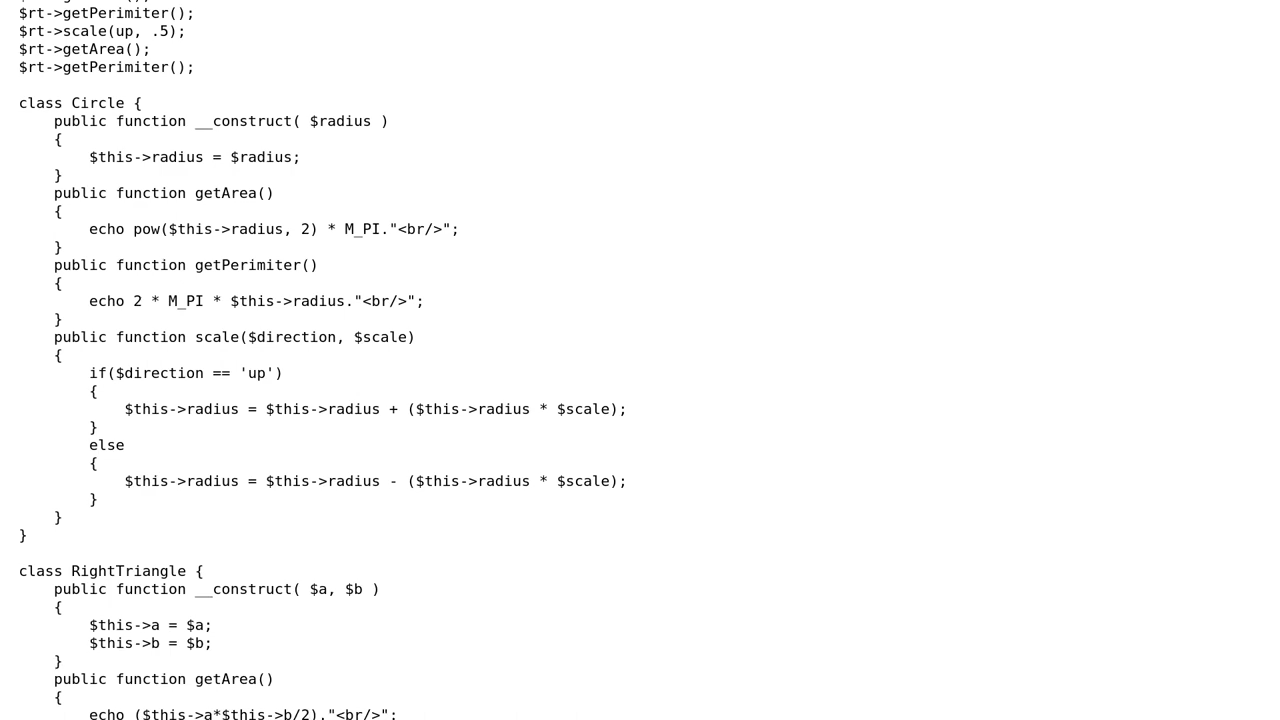 $rt->getPerimiter();
$rt->scale(up, .5);
$rt->getArea();
$rt->getPerimiter();

class Circle {
    public function __construct( $radius )
    {
        $this->radius = $radius;
    }
    public function getArea()
    {
        echo pow($this->radius, 2) * M_PI."<br/>";
    }
    public function getPerimiter()
    {
        echo 2 * M_PI * $this->radius."<br/>";
    }
    public function scale($direction, $scale)
    {
        if($direction == 'up')
        {
            $this->radius = $this->radius + ($this->radius * $scale);
        }
        else
        {
            $this->radius = $this->radius - ($this->radius * $scale);
        }
    }
}

class RightTriangle {
    public function __construct( $a, $b )
    {
        $this->a = $a;
        $this->b = $b;
    }
    public function getArea()
    {
        echo ($this->a*$this->b/2)."<br/>";